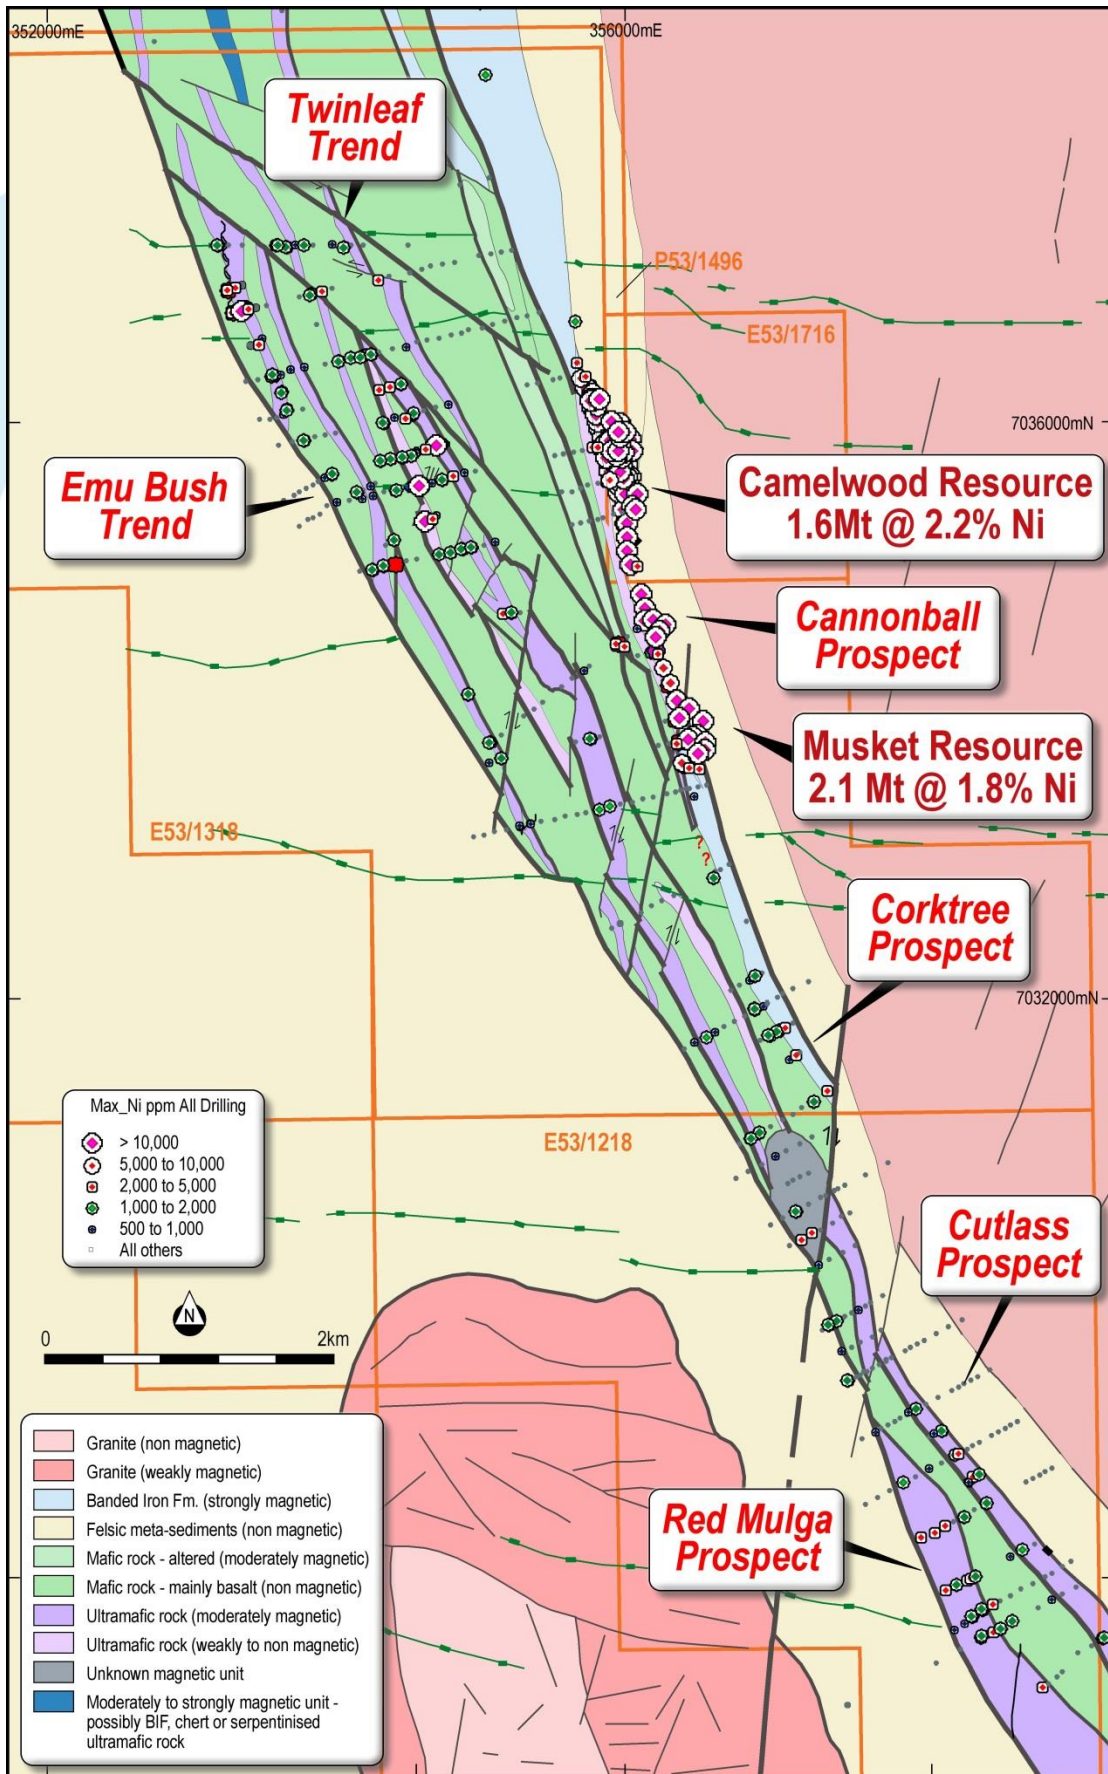 352000mE
356000mE
Twinleaf
Trend
P53/1496
E53/1716
7036000mN
Emu Bush
Trend
Camelwood Resource
1.6Mt @ 2.2% Ni
Cannonball
Prospect
Musket Resource
2.1 Mt @ 1.8% Ni
E53/1318
?
?
Corktree
Prospect
7032000mN
Max_Ni ppm All Drilling
> 10,000
5,000 to 10,000
2,000 to 5,000
1,000 to 2,000
500 to 1,000
All others
E53/1218
Cutlass
Prospect
N
0 2km
Red Mulga
Prospect
Granite (non magnetic)
Granite (weakly magnetic)
Banded Iron Fm. (strongly magnetic)
Felsic meta-sediments (non magnetic)
Mafic rock - altered (moderately magnetic)
Mafic rock - mainly basalt (non magnetic)
Ultramafic rock (moderately magnetic)
Ultramafic rock (weakly to non magnetic)
Unknown magnetic unit
Moderately to strongly magnetic unit -
possibly BIF, chert or serpentinised
ultramafic rock